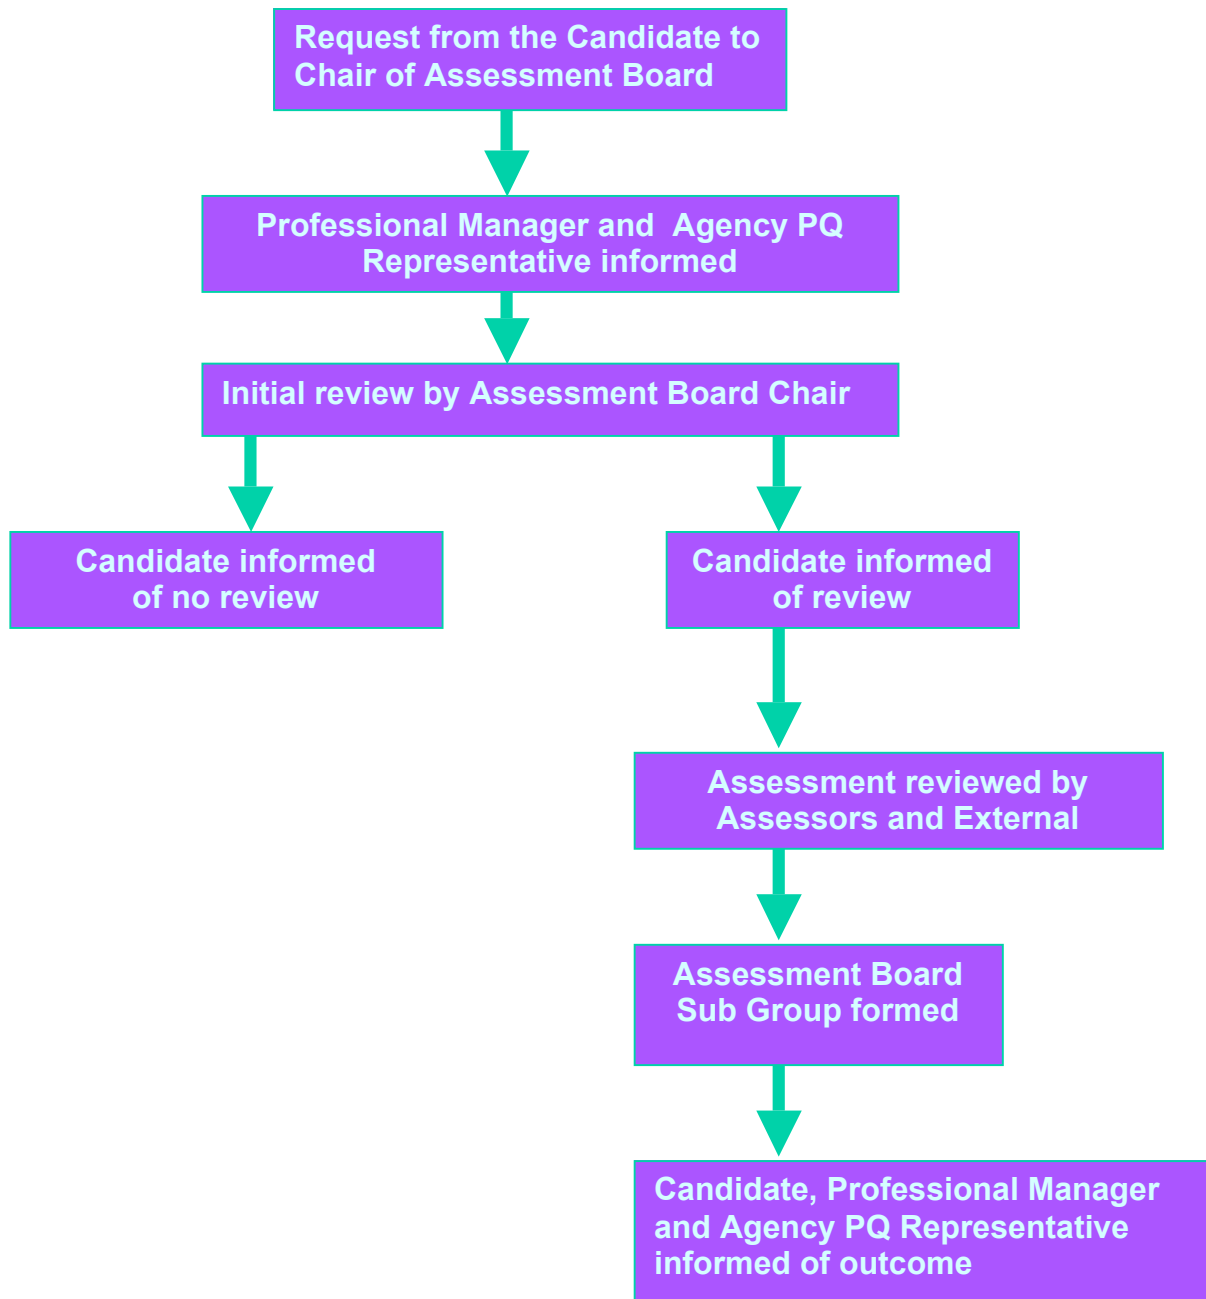 Request from the Candidate to
Chair of Assessment Board
Professional Manager and  Agency PQ
Representative informed
Initial review by Assessment Board Chair
Candidate informed
of no review
Candidate informed
of review
Assessment reviewed by
Assessors and External
Assessment Board
Sub Group formed
Candidate, Professional Manager
and Agency PQ Representative
informed of outcome